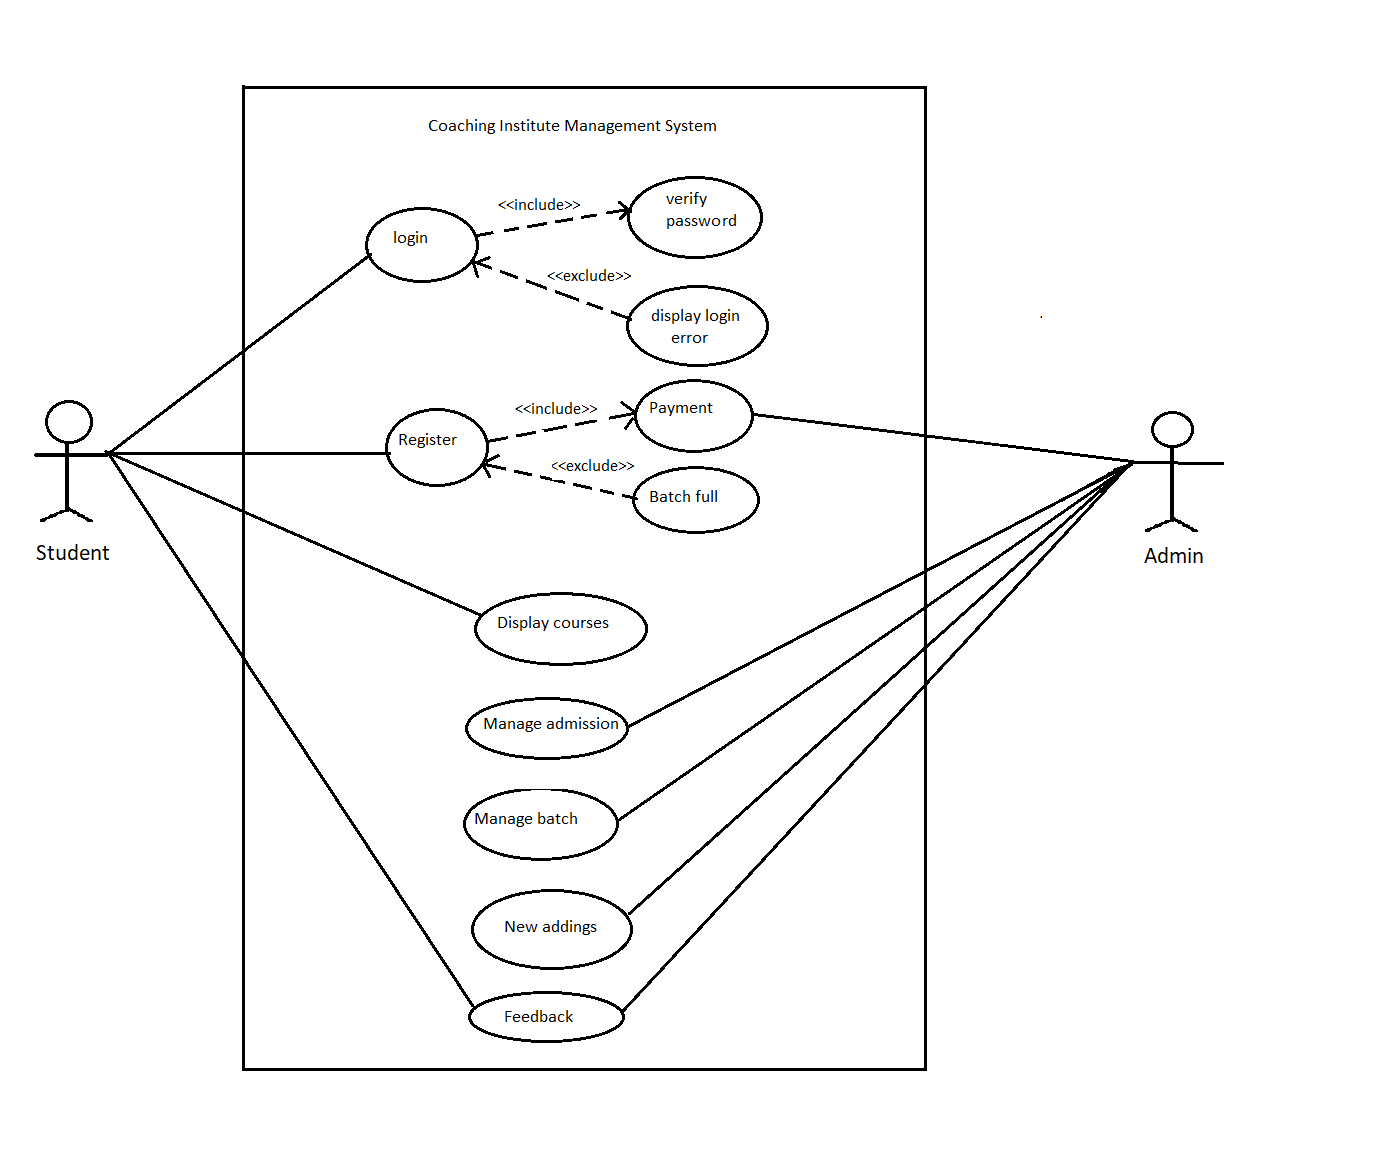 Coaching Institute Management System
<<include>>
verify
password
login
<<exclude>>
display login
error
<<include>>
Payment
Register
<<exclude>>
Batch full
Student
Admin
Display courses
Manage admission
Manage batch
New addings
Feedback